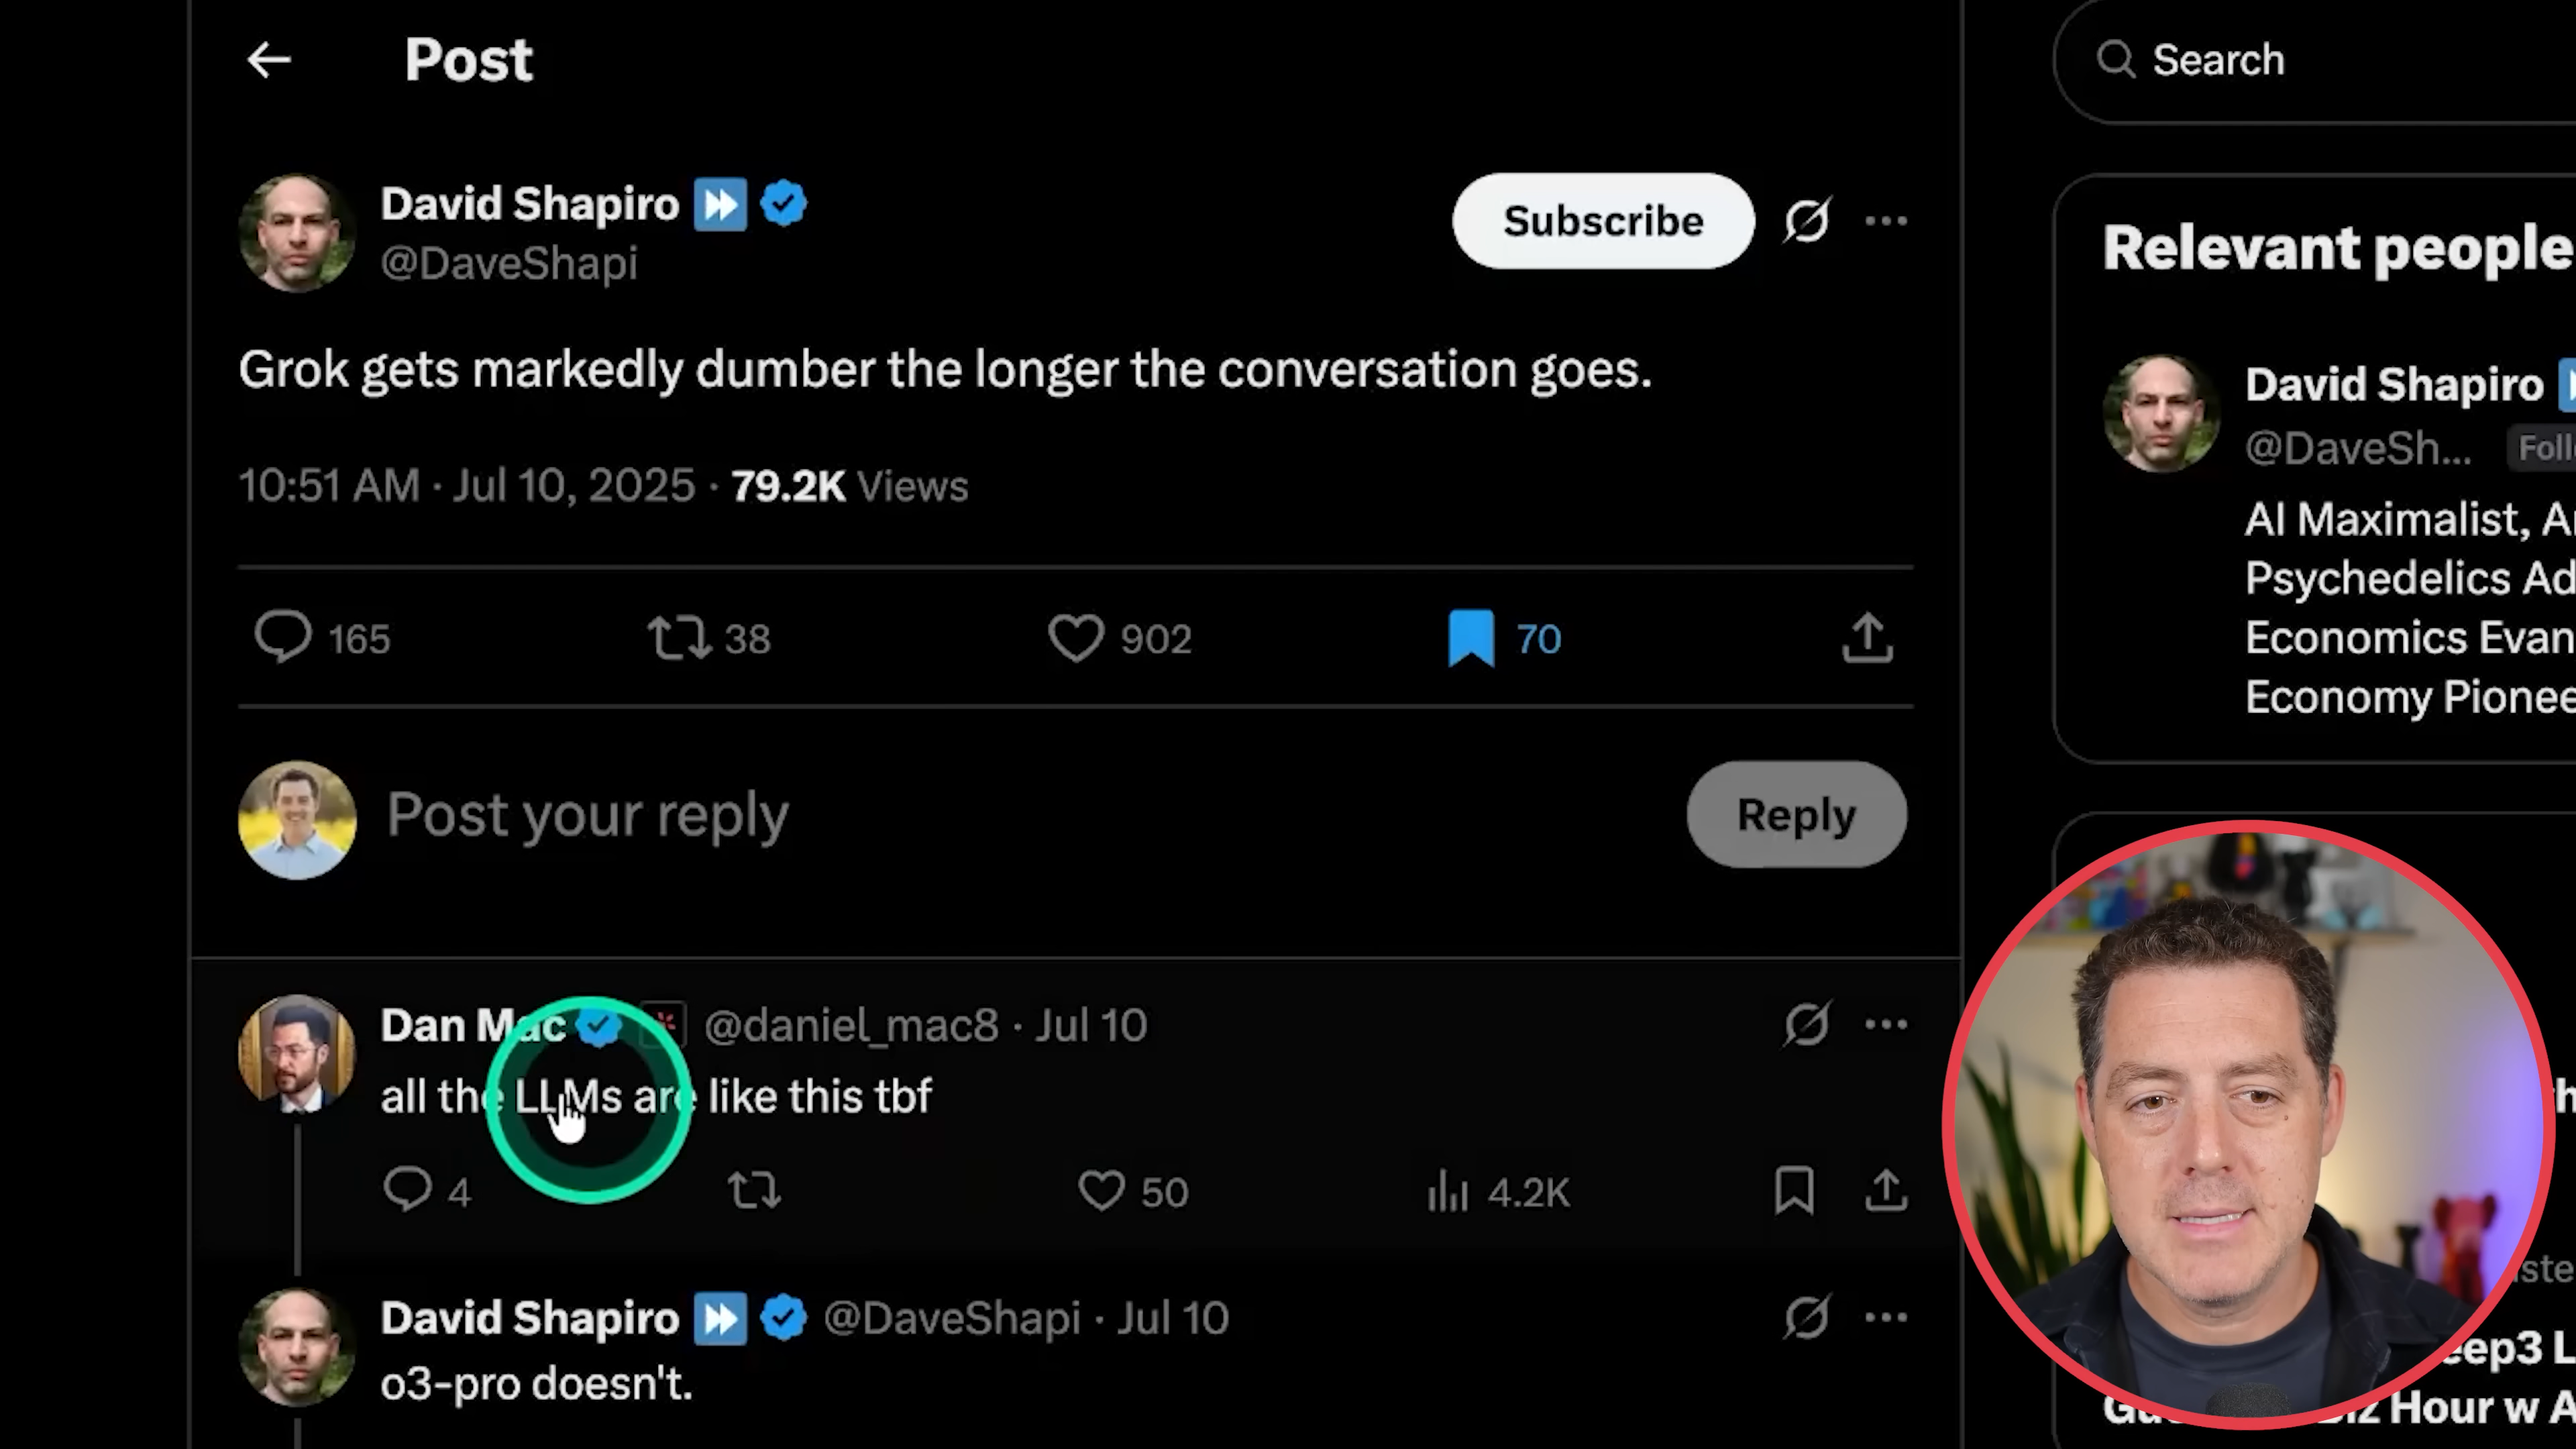 Post
Search
David Shapiro
@DaveShapi
Subscribe
Grok gets markedly dumber the longer the conversation goes.
10:51 AM · Jul 10, 2025 · 79.2K Views
165 38 902 70
Post your reply
Reply
Dan Mac @daniel_mac8 · Jul 10
all the LLMs are like this tbf
4 50 4.2K
David Shapiro @DaveShapi · Jul 10
o3-pro doesn't.
Relevant people
David Shapiro
@DaveSh...
AI Maximalist,
Psychedelics
Economics
Economy
Hour w